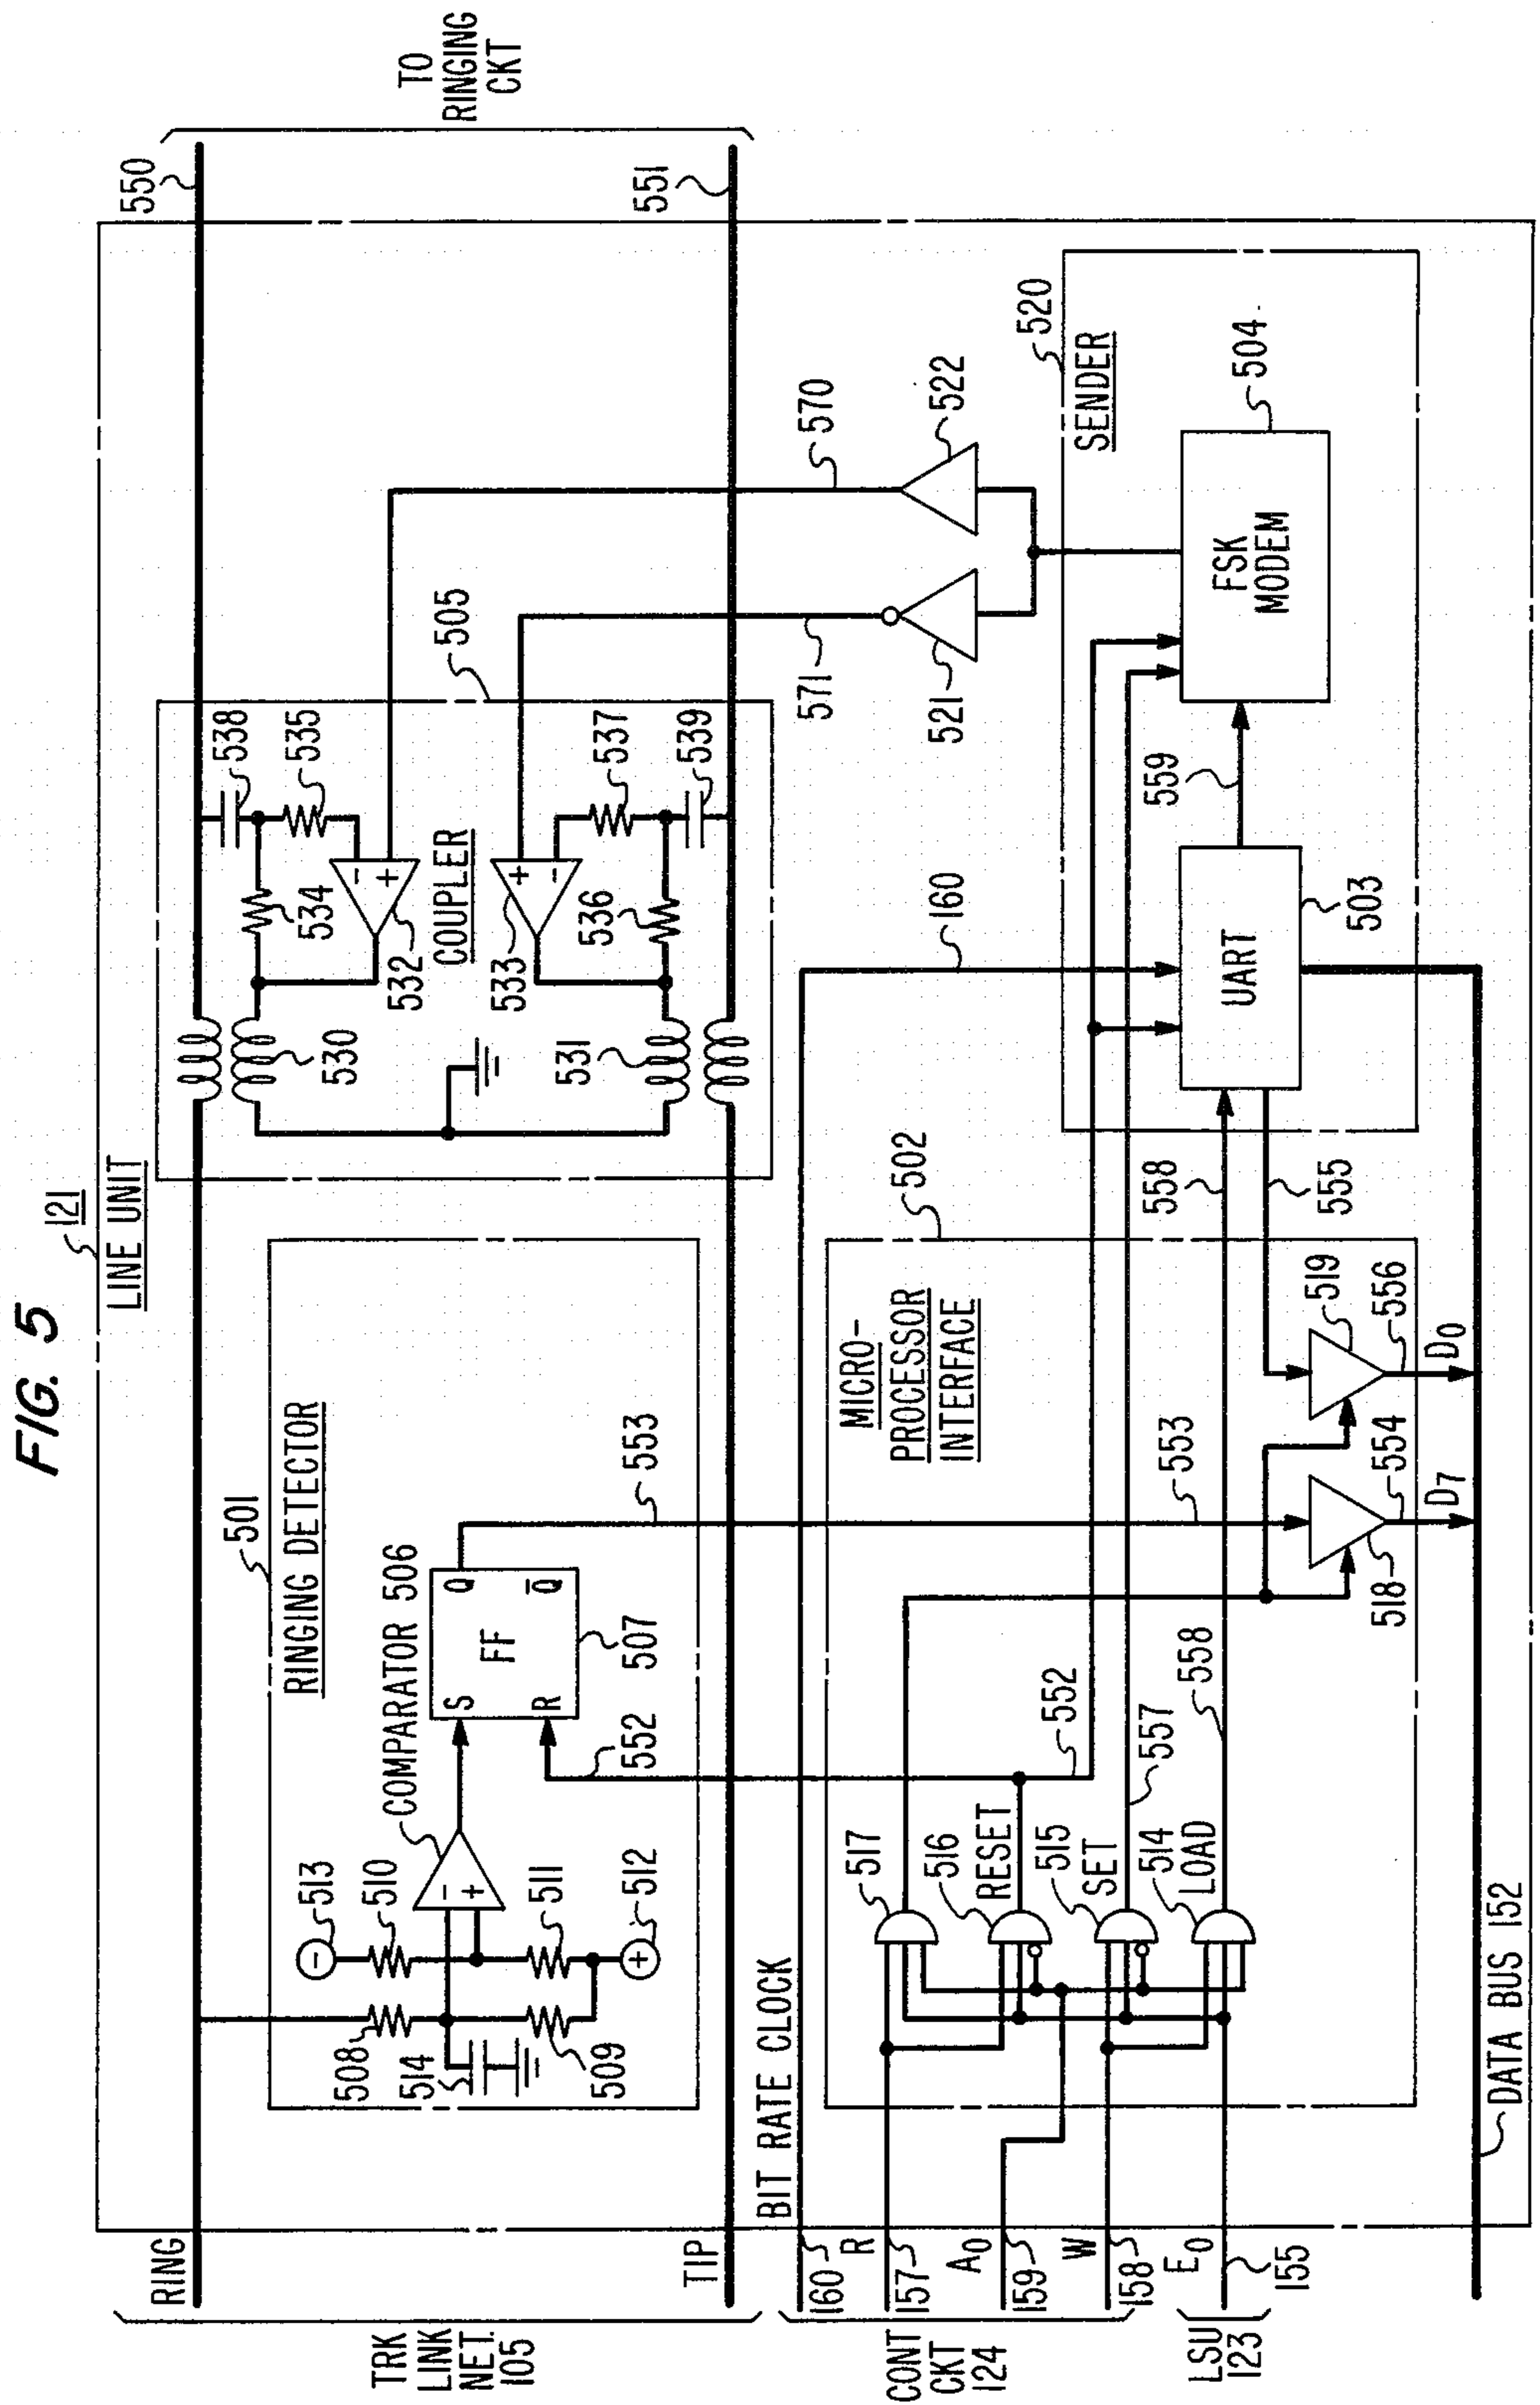 FIG. 5
121
LINE UNIT
RING
TIP
TRK
LINK
NET.
105
550
551
TO
RINGING
CKT
501
RINGING DETECTOR
513
510
508
514
509
511
512
-
+
-
+
COMPARATOR 506
S
R
FF
Q
Q̅
507
552
553
505
COUPLER
530
531
532
533
534
535
536
537
538
539
-
+
+
-
570
571
521
522
520
SENDER
FSK
MODEM
504
UART
503
559
160
558
555
502
MICRO-
PROCESSOR
INTERFACE
BIT RATE CLOCK
160
R
157
A0
159
W
158
E0
155
CONT
CKT
124
LSU
123
517
516
RESET
515
SET
514
LOAD
552
557
558
553
518
519
554
556
D7
D0
DATA BUS 152